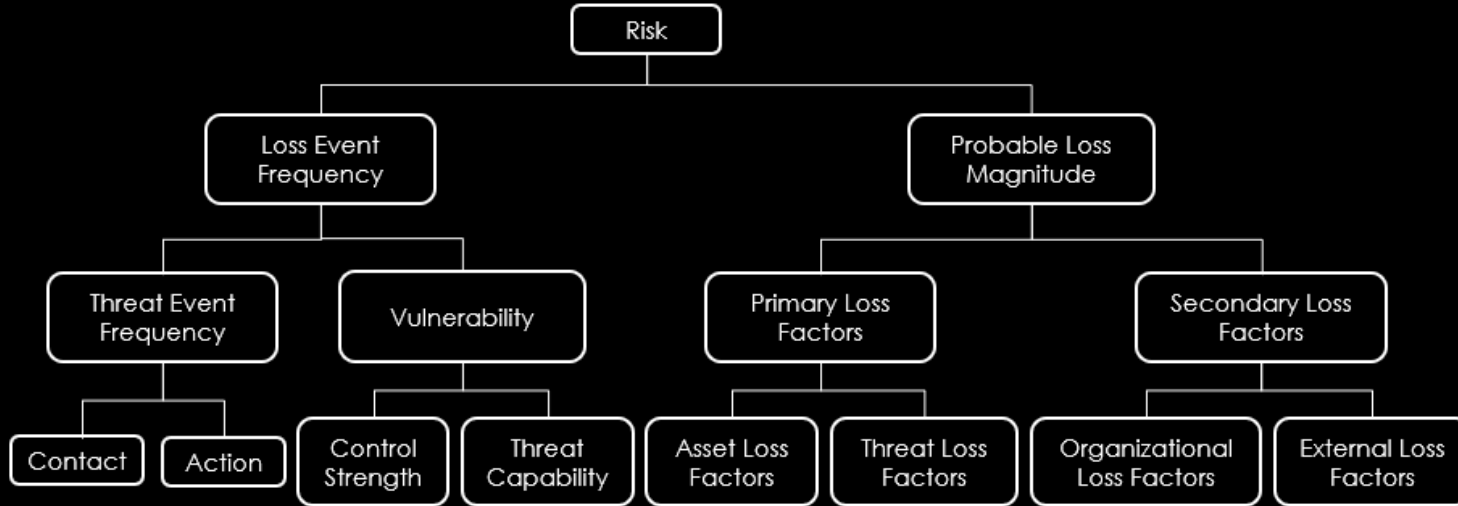 Risk
Loss Event
Frequency
Probable Loss
Magnitude
Threat Event
Frequency
Vulnerability
Primary Loss
Factors
Secondary Loss
Factors
Contact
Action
Control
Strength
Threat
Capability
Asset Loss
Factors
Threat Loss
Factors
Organizational
Loss Factors
External Loss
Factors